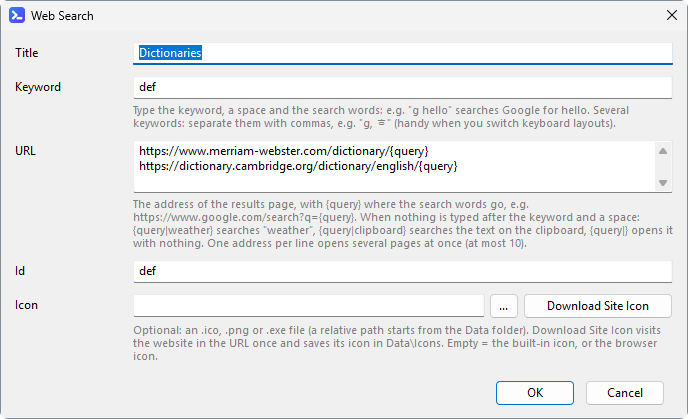 Web Search
Title
Dictionaries
Keyword
def
Type the keyword, a space and the search words: e.g. "g hello" searches Google for hello. Several
keywords: separate them with commas, e.g. "g, ㅎ" (handy when you switch keyboard layouts).
URL
https://www.merriam-webster.com/dictionary/{query}
https://dictionary.cambridge.org/dictionary/english/{query}
The address of the results page, with {query} where the search words go, e.g.
https://www.google.com/search?q={query}. When nothing is typed after the keyword and a space:
{query|weather} searches "weather", {query|clipboard} searches the text on the clipboard, {query|} opens it
with nothing. One address per line opens several pages at once (at most 10).
Id
def
Icon
...
Download Site Icon
Optional: an .ico, .png or .exe file (a relative path starts from the Data folder). Download Site Icon visits
the website in the URL once and saves its icon in Data\Icons. Empty = the built-in icon, or the browser
icon.
OK
Cancel